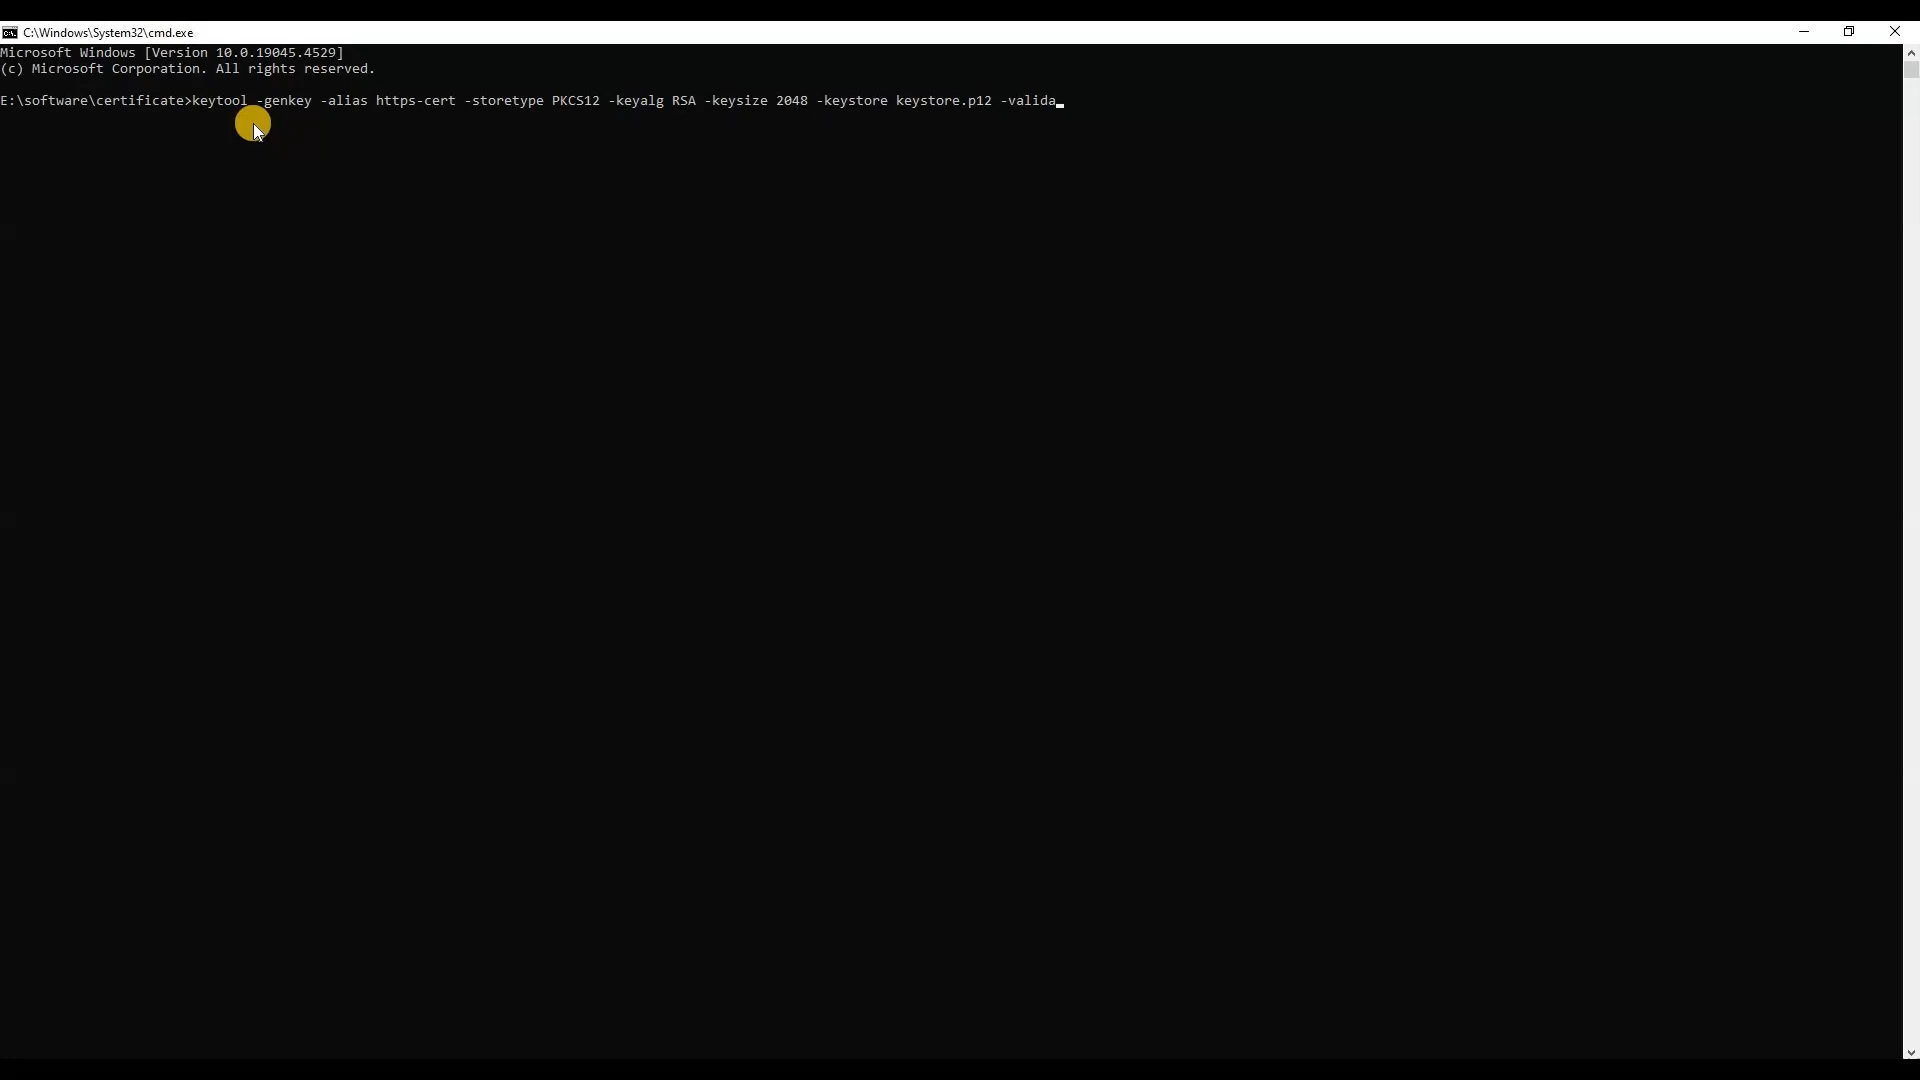 C:\Windows\System32\cmd.exe
Microsoft Windows [Version 10.0.19045.4529]
(c) Microsoft Corporation. All rights reserved.
E:\software\certificate>keytool -genkey -alias https-cert -storetype PKCS12 -keyalg RSA -keysize 2048 -keystore keystore.p12 -valida